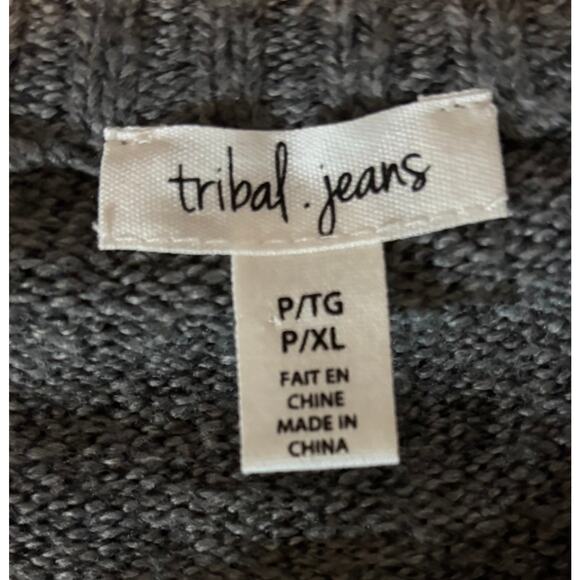 tribal.jeans
P/TG
P/XL
FAIT EN
CHINE
MADE IN
CHINA